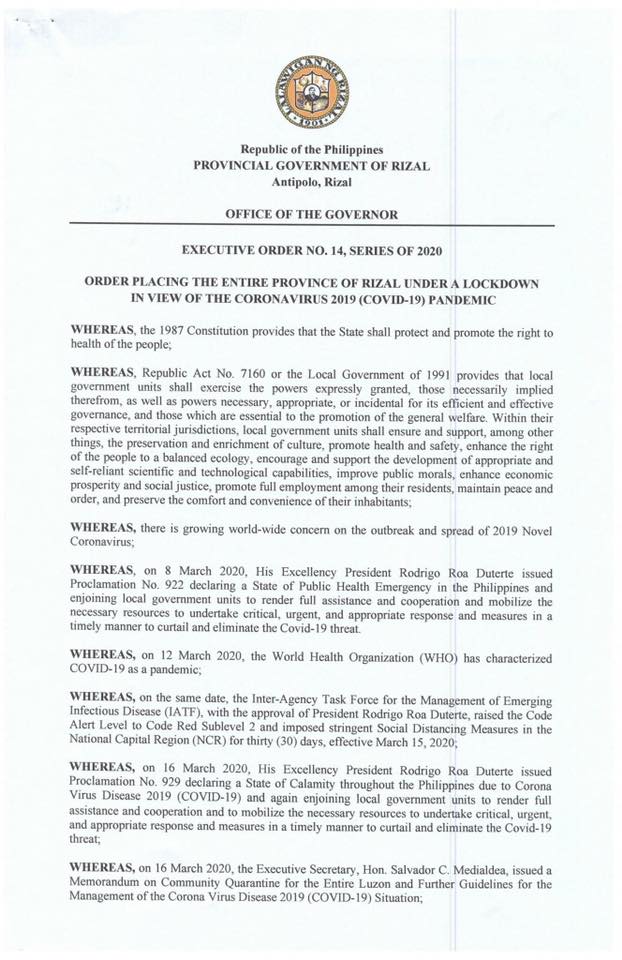 LALAWIGAN NG RIZAL
1901
Republic of the Philippines
PROVINCIAL GOVERNMENT OF RIZAL
Antipolo, Rizal
OFFICE OF THE GOVERNOR
EXECUTIVE ORDER NO. 14, SERIES OF 2020
ORDER PLACING THE ENTIRE PROVINCE OF RIZAL UNDER A LOCKDOWN
IN VIEW OF THE CORONAVIRUS 2019 (COVID-19) PANDEMIC
WHEREAS, the 1987 Constitution provides that the State shall protect and promote the right to
health of the people;
WHEREAS, Republic Act No. 7160 or the Local Government of 1991 provides that local
government units shall exercise the powers expressly granted, those necessarily implied
therefrom, as well as powers necessary, appropriate, or incidental for its efficient and effective
governance, and those which are essential to the promotion of the general welfare. Within their
respective territorial jurisdictions, local government units shall ensure and support, among other
things, the preservation and enrichment of culture, promote health and safety, enhance the right
of the people to a balanced ecology, encourage and support the development of appropriate and
self-reliant scientific and technological capabilities, improve public morals, enhance economic
prosperity and social justice, promote full employment among their residents, maintain peace and
order, and preserve the comfort and convenience of their inhabitants;
WHEREAS, there is growing world-wide concern on the outbreak and spread of 2019 Novel
Coronavirus;
WHEREAS, on 8 March 2020, His Excellency President Rodrigo Roa Duterte issued
Proclamation No. 922 declaring a State of Public Health Emergency in the Philippines and
enjoining local government units to render full assistance and cooperation and mobilize the
necessary resources to undertake critical, urgent, and appropriate response and measures in a
timely manner to curtail and eliminate the Covid-19 threat.
WHEREAS, on 12 March 2020, the World Health Organization (WHO) has characterized
COVID-19 as a pandemic;
WHEREAS, on the same date, the Inter-Agency Task Force for the Management of Emerging
Infectious Disease (IATF), with the approval of President Rodrigo Roa Duterte, raised the Code
Alert Level to Code Red Sublevel 2 and imposed stringent Social Distancing Measures in the
National Capital Region (NCR) for thirty (30) days, effective March 15, 2020;
WHEREAS, on 16 March 2020, His Excellency President Rodrigo Roa Duterte issued
Proclamation No. 929 declaring a State of Calamity throughout the Philippines due to Corona
Virus Disease 2019 (COVID-19) and again enjoining local government units to render full
assistance and cooperation and to mobilize the necessary resources to undertake critical, urgent,
and appropriate response and measures in a timely manner to curtail and eliminate the Covid-19
threat;
WHEREAS, on 16 March 2020, the Executive Secretary, Hon. Salvador C. Medialdea, issued a
Memorandum on Community Quarantine for the Entire Luzon and Further Guidelines for the
Management of the Corona Virus Disease 2019 (COVID-19) Situation;